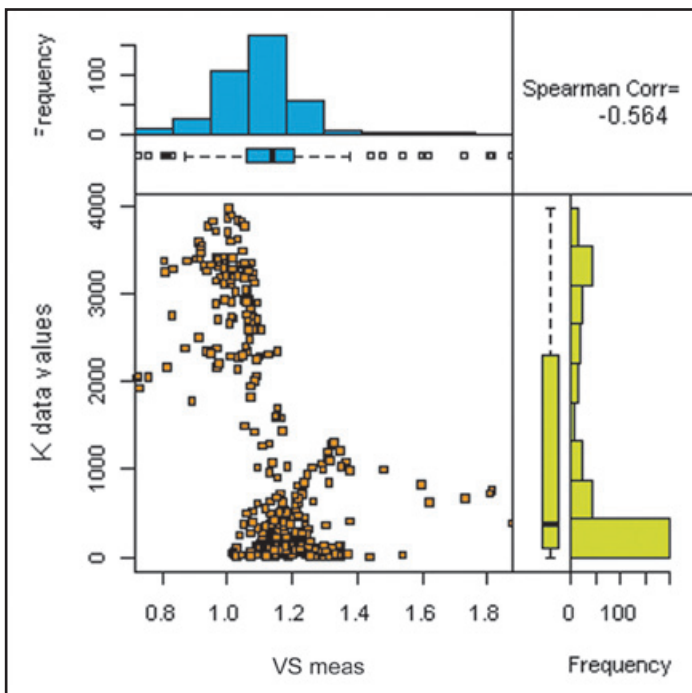 Frequency
100
0
Spearman Corr=
-0.564
K data values
4000
3000
2000
1000
0
0.8 1.0 1.2 1.4 1.6 1.8
VS meas
0 100
Frequency